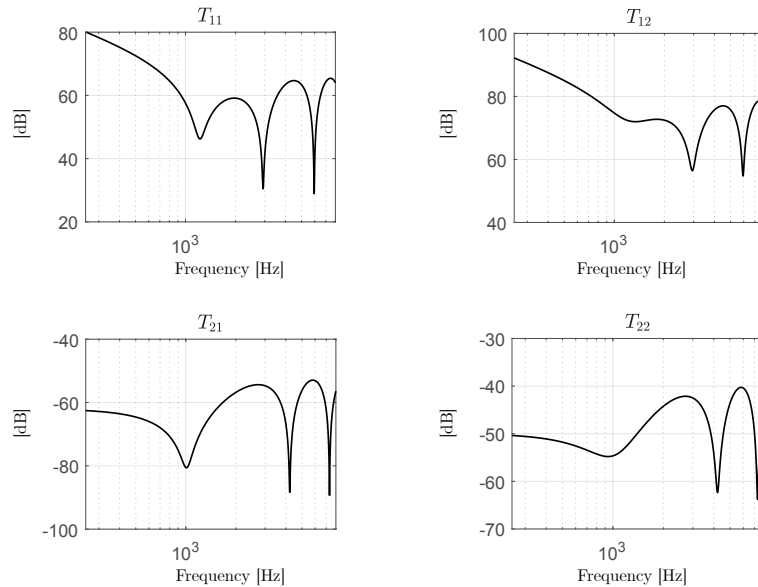 T11 T12
80
60
40
20
[dB]
10^3
Frequency [Hz]
100
80
60
40
[dB]
10^3
Frequency [Hz]
T21 T22
-40
-60
-80
-100
[dB]
10^3
Frequency [Hz]
-30
-40
-50
-60
-70
[dB]
10^3
Frequency [Hz]